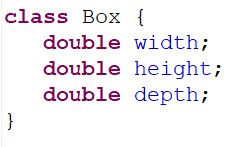 class Box {
   double width;
   double height;
   double depth;
}